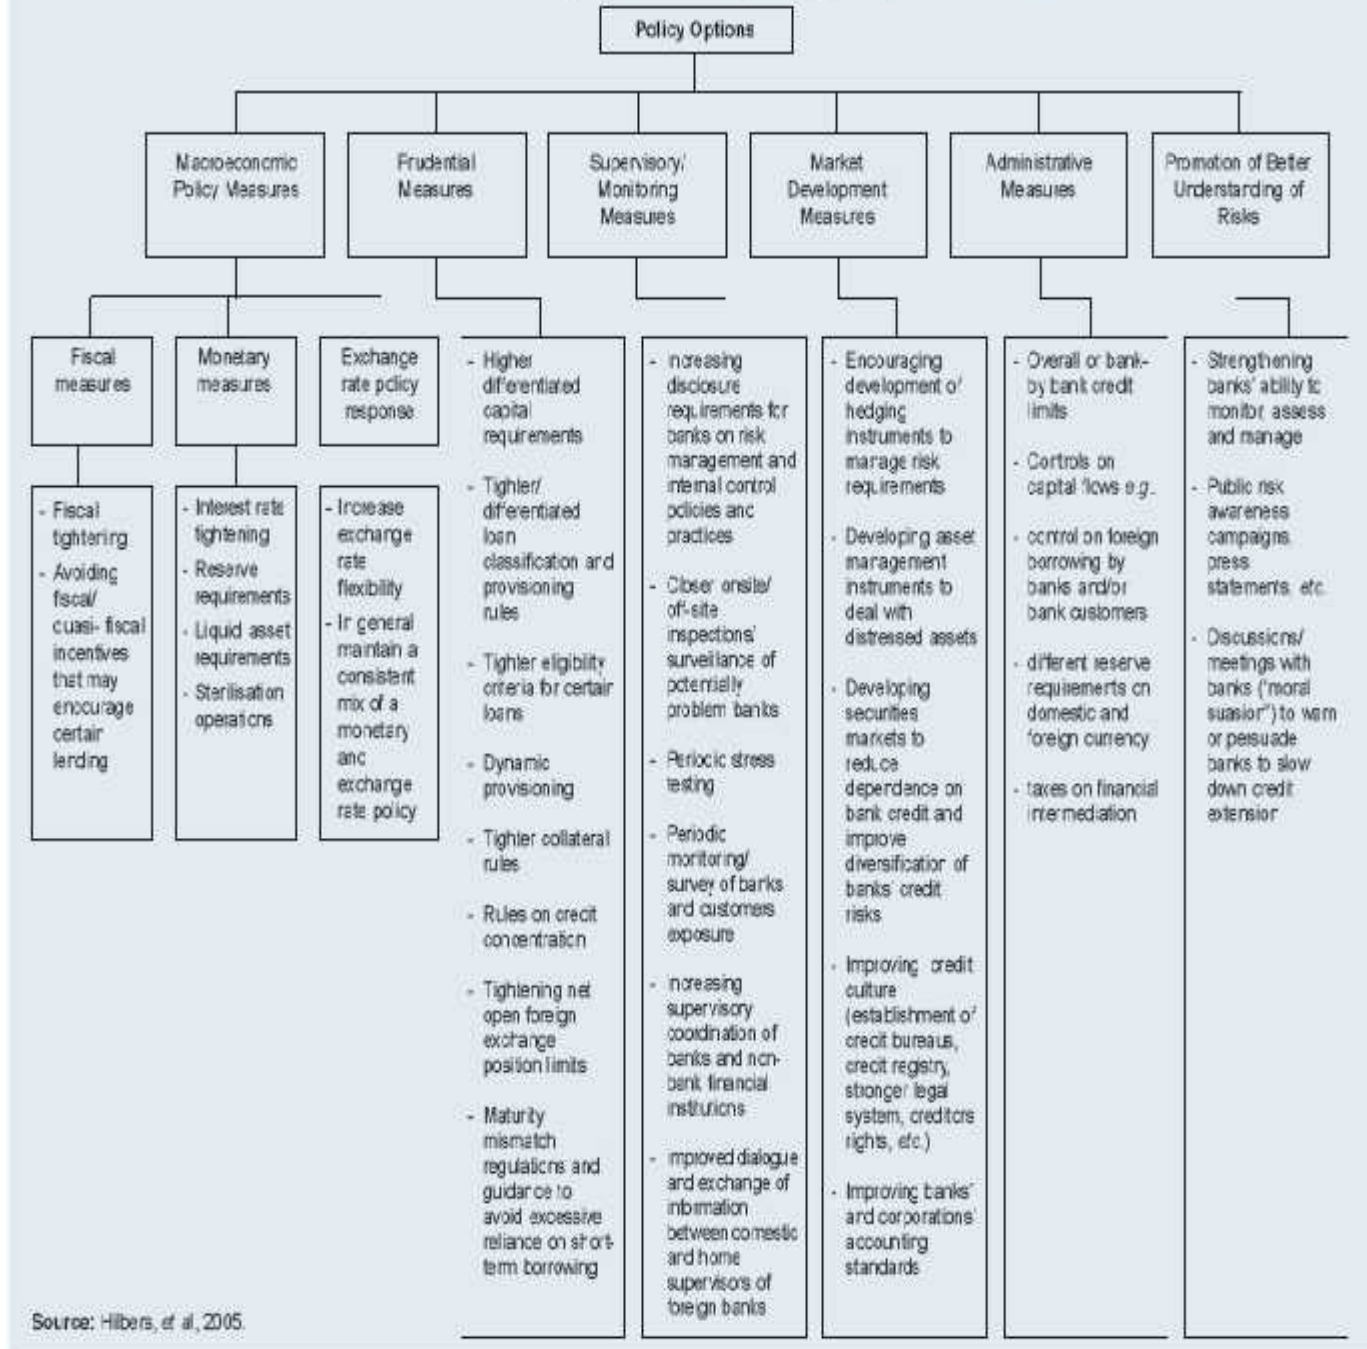 Policy Options
Macroeconomic
Policy Measures
Prudential
Measures
Supervisory/
Monitoring
Measures
Market
Development
Measures
Administrative
Measures
Promotion of Better
Understanding of
Risks
Fiscal
measures
Monetary
measures
Exchange
rate policy
response
- Fiscal
tightering
- Avoiding
fiscal/
quasi- fiscal
incentives
that may
encourage
certain
lending
- Interest rate
tightening
- Reserve
requirements
- Liquid asset
requirements
- Sterilisation
operations
- Increase
exchange
rate
flexibility
- In general
maintain a
consistent
mix of a
monetary
and
exchange
rate policy
- Higher
differentiated
capital
requirements
- Tighter/
differentiated
loan
classification and
provisioning
rules
- Tighter eligibility
criteria for certain
loans
- Dynamic
provisioning
- Tighter collateral
rules
- Rules on credit
concentration
- Tightening net
open foreign
exchange
position limits
- Maturity
mismatch
regulations and
guidance to
avoid excessive
reliance on short-
term borrowing
- Increasing
disclosure
requirements for
banks on risk
management and
internal control
policies and
practices
- Closer onsite/
off-site
inspections/
surveillance of
potentially
problem banks
- Periodic stress
testing
- Periodic
monitoring/
survey of banks
and customers
exposure
- Increasing
supervisory
coordination of
banks and non-
bank financial
institutions
- Improved dialogue
and exchange of
information
between domestic
and home
supervisors of
foreign banks
- Encouraging
development of
hedging
instruments to
manage risk
requirements
- Developing asset
management
instruments to
deal with
distressed assets
- Developing
securities
markets to
reduce
dependence on
bank credit and
improve
diversification of
banks' credit
risks
- Improving credit
culture
(establishment of
credit bureaus,
credit registry,
stronger legal
system, creditors
rights, etc.)
- Improving banks'
and corporations'
accounting
standards
- Overall or bank-
by bank credit
limits
- Controls on
capital flows e.g.
- control on foreign
borrowing by
banks and/or
bank customers
- different reserve
requirements on
domestic and
foreign currency
- taxes on financial
intermediation
- Strengthening
banks' ability to
monitor, assess
and manage
- Public risk
awareness
campaigns,
press
statements, etc.
- Discussions/
meetings with
banks ("moral
suasion") to warn
or persuade
banks to slow
down credit
extension
Source: Hilbers, et al, 2005.